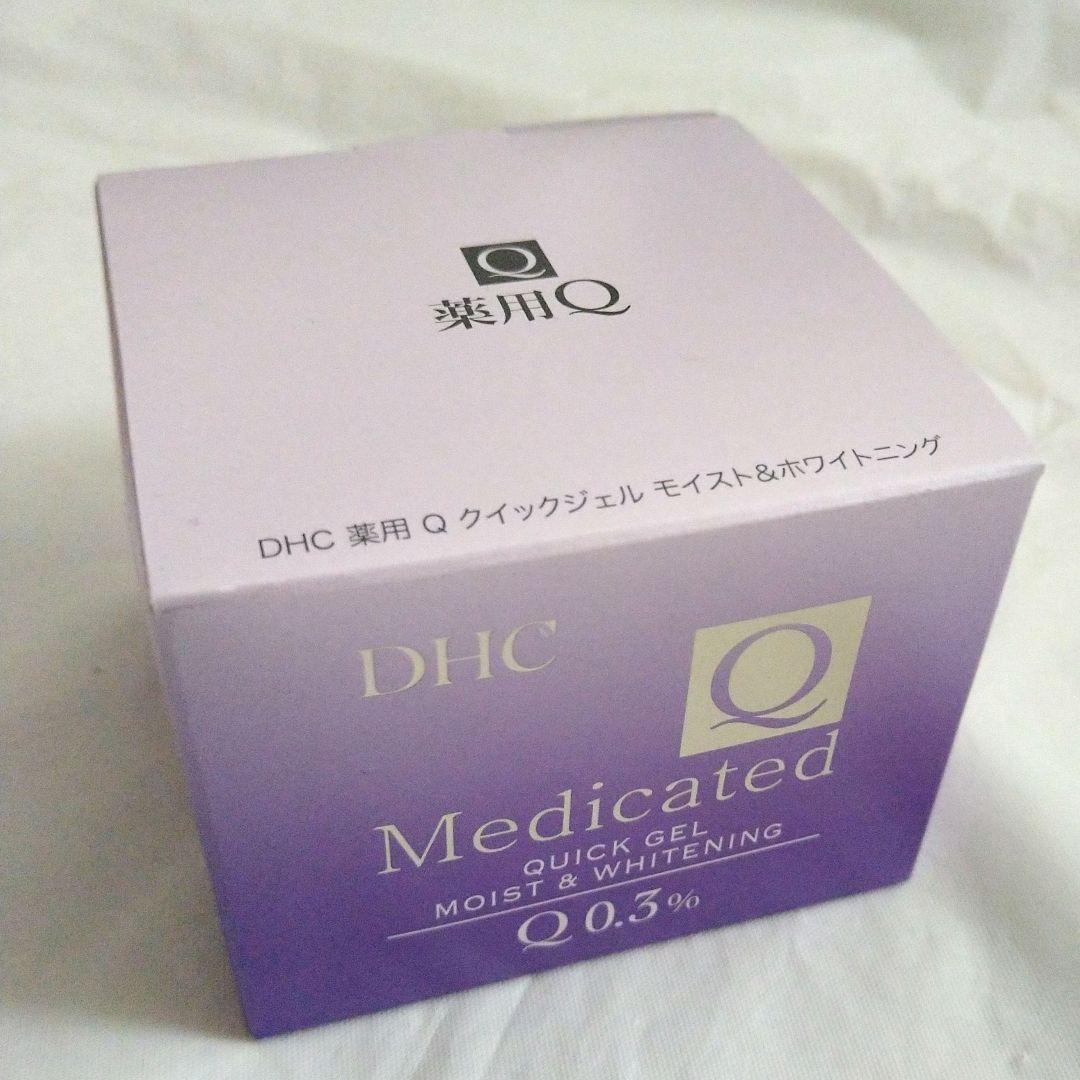 Q
薬用Q
DHC 薬用 Q クイックジェル モイスト&ホワイトニング
DHC
Q
Medicated
QUICK GEL
MOIST & WHITENING
Q 0.3%